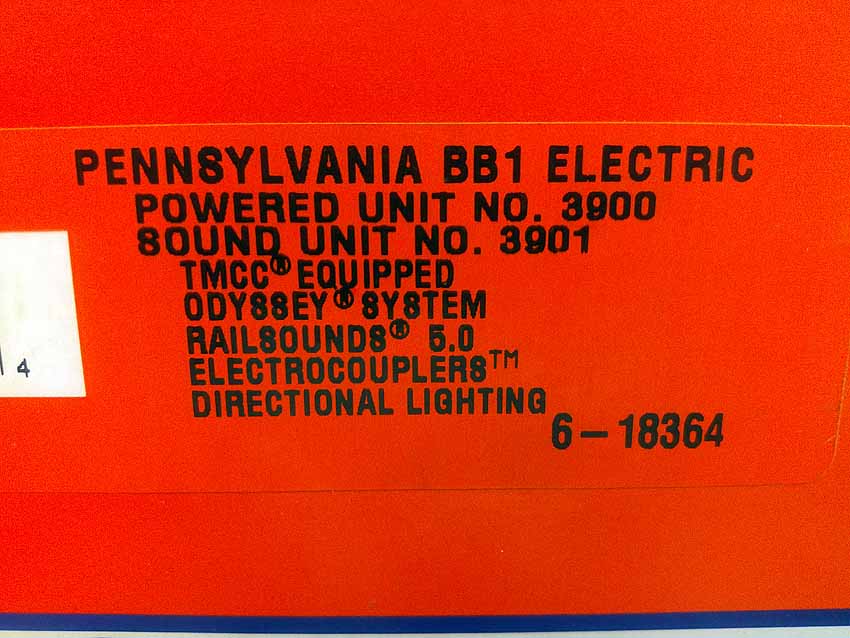 PENNSYLVANIA BB1 ELECTRIC
POWERED UNIT NO. 3900
SOUND UNIT NO. 3901
TMCC® EQUIPPED
ODYSSEY® SYSTEM
RAILSOUNDS® 5.0
ELECTROCOUPLERS™
DIRECTIONAL LIGHTING
6-18364
4